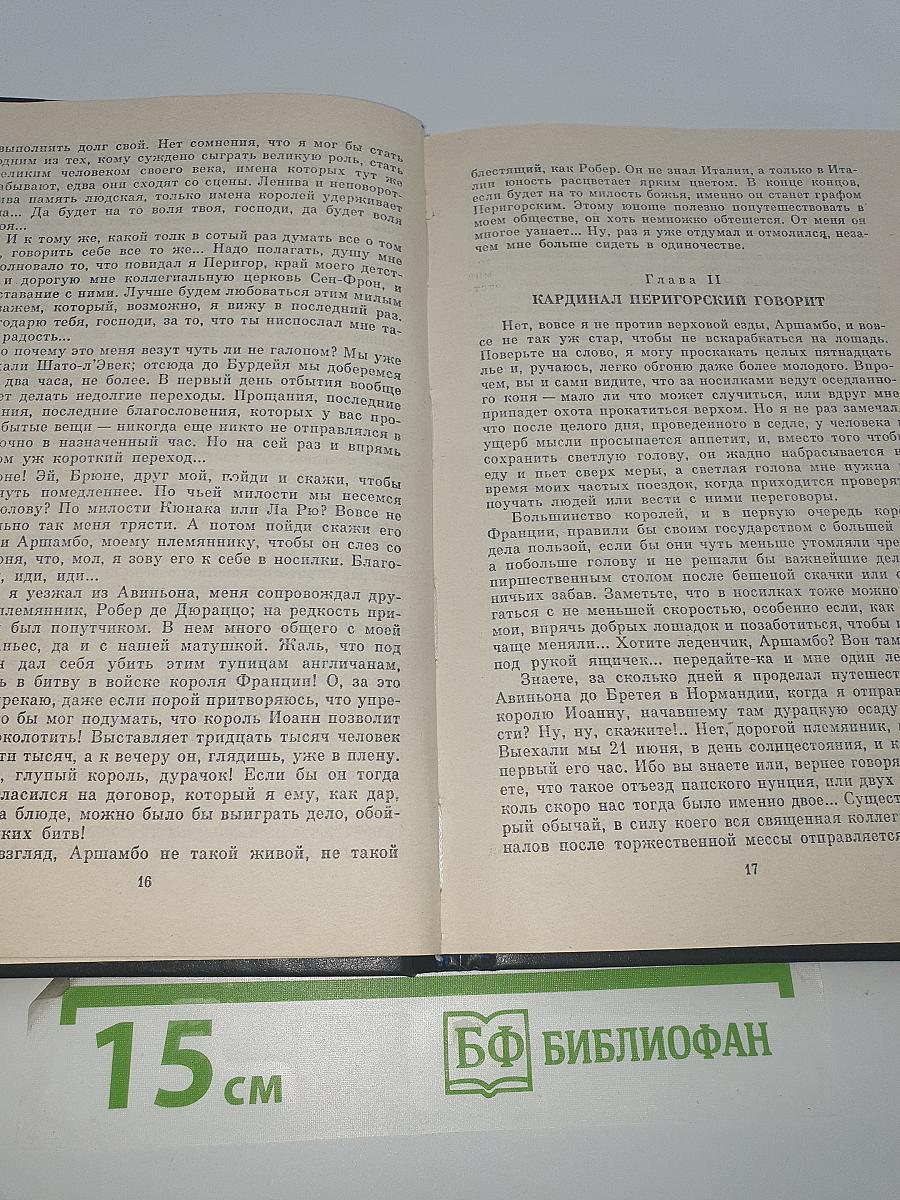 выполнить долг свой. Нет сомнения, что я мог бы стать
одним из тех, кому суждено сыграть великую роль, стать
великим человеком своего века, имена которых тут же
абывают, едва они сходят со сцены. Ленива и неповорот-
ива память людская, только имена королей удерживает
на... Да будет на то воля твоя, господи, да будет воля
оя...
И к тому же, какой толк в сотый раз думать все о том
, говорить себе все то же... Надо полагать, душу мне
олновало то, что повидал я Перигор, край моего детст-
и дорогую мне коллегиальную церковь Сен-Фрон, и
ставание с ними. Лучше будем любоваться этим милым
важем, который, возможно, я вижу в последний раз.
годарю тебя, господи, за то, что ты ниспослал мне та-
радость...
о почему это меня везут чуть ли не галопом? Мы уже
хали Шато-л'Эвек; отсюда до Бурдейя мы доберемся
два часа, не более. В первый день отбытия вообще
ет делать недолгие переходы. Прощания, последние
ения, последние благословения, которых у вас про-
бытые вещи — никогда еще никто не отправлялся в
очно в назначенный час. Но на сей раз и впрямь
ом уж короткий переход...
оне! Эй, Брюне, друг мой, пойди и скажи, чтобы
чуть помедленнее. По чьей милости мы несемся
олову? По милости Кюнака или Ла Рю? Вовсе не
льно так меня трясти. А потом пойди скажи его
и Аршамбо, моему племяннику, чтобы он слез со
оня, что, мол, я зову его к себе в носилки. Благо-
, иди, иди...
я уезжал из Авиньона, меня сопровождал дру-
племянник, Робер де Дюраццо; на редкость при-
был попутчиком. В нем много общего с моей
ньес, да и с нашей матушкой. Жаль, что под
н дал себя убить этим тупицам англичанам,
ь в битву в войске короля Франции! О, за это
рекаю, даже если порой притворяюсь, что упре-
о бы мог подумать, что король Иоанн позволит
околотить! Выставляет тридцать тысяч человек
ти тысяч, а к вечеру он, глядишь, уже в плену.
, глупый король, дурачок! Если бы он тогда
гласился на договор, который я ему, как дар,
а блюде, можно было бы выиграть дело, обой-
ких битв!
взгляд, Аршамбо не такой живой, не такой
16
блестящий, как Робер. Он не знал Италии, а только в Ита-
лии юность расцветает ярким цветом. В конце концов,
если будет на то милость божья, именно он станет графом
Перигорским. Этому юноше полезно попутешествовать в
моем обществе, он хоть немножко обтешется. От меня он
многое узнает... Ну, раз я уже отдумал и отмолился, неза-
чем мне больше сидеть в одиночестве.
Глава II
КАРДИНАЛ ПЕРИГОРСКИЙ ГОВОРИТ
Нет, вовсе я не против верховой езды, Аршамбо, и вов-
се не так уж стар, чтобы не вскарабкаться на лошадь.
Поверьте на слово, я могу проскакать целых пятнадцать
лье и, ручаюсь, легко обгоню даже более молодого. Впро-
чем, вы и сами видите, что за носилками ведут оседланно-
го коня — мало ли что может случиться, или вдруг мне
припадет охота прокатиться верхом. Но я не раз замечал,
что после целого дня, проведенного в седле, у человека
ущерб мысли просыпается аппетит, и, вместо того чтоб
сохранить светлую голову, он жадно набрасывается н
еду и пьет сверх меры, а светлая голова мне нужна
время моих частых поездок, когда приходится проверят
поучать людей или вести с ними переговоры.
Большинство королей, и в первую очередь кор
Франции, правили бы своим государством с большей
дела пользой, если бы они чуть меньше утомляли чре
а побольше голову и не решали бы важнейшие дел
пиршественным столом после бешеной скачки или о
ничьих забав. Заметьте, что в носилках тоже можно
гаться с не меньшей скоростью, особенно если, как
мои, впрячь добрых лошадок и позаботиться, чтобы и
чаще меняли... Хотите леденчик, Аршамбо? Вон там
под рукой ящичек... передайте-ка и мне один ле
Знаете, за сколько дней я проделал путешест
Авиньона до Бретея в Нормандии, когда я отправ
королю Иоанну, начавшему там дурацкую осаду
сти? Ну, ну, скажите!.. Нет, дорогой племянник,
Выехали мы 21 июня, в день солнцестояния, и к
первый его час. Ибо вы знаете или, вернее говоря
ете, что такое отъезд папского нунция, или двух
коль скоро нас тогда было именно двое... Сущест
рый обычай, в силу коего вся священная коллег
налов после торжественной мессы отправляется
17
15 см
БФ БИБЛИОФАН